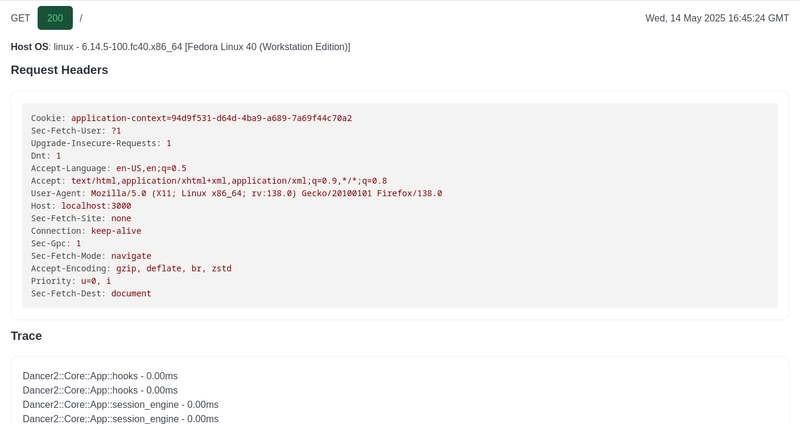 GET 200 / Wed, 14 May 2025 16:45:24 GMT
Host OS: linux - 6.14.5-100.fc40.x86_64 [Fedora Linux 40 (Workstation Edition)]
Request Headers
Cookie: application-context=94d9f531-d64d-4ba9-a689-7a69f44c70a2
Sec-Fetch-User: ?1
Upgrade-Insecure-Requests: 1
Dnt: 1
Accept-Language: en-US,en;q=0.5
Accept: text/html,application/xhtml+xml,application/xml;q=0.9,*/*;q=0.8
User-Agent: Mozilla/5.0 (X11; Linux x86_64; rv:138.0) Gecko/20100101 Firefox/138.0
Host: localhost:3000
Sec-Fetch-Site: none
Connection: keep-alive
Sec-Gpc: 1
Sec-Fetch-Mode: navigate
Accept-Encoding: gzip, deflate, br, zstd
Priority: u=0, i
Sec-Fetch-Dest: document
Trace
Dancer2::Core::App::hooks - 0.00ms
Dancer2::Core::App::hooks - 0.00ms
Dancer2::Core::App::session_engine - 0.00ms
Dancer2::Core::App::session_engine - 0.00ms